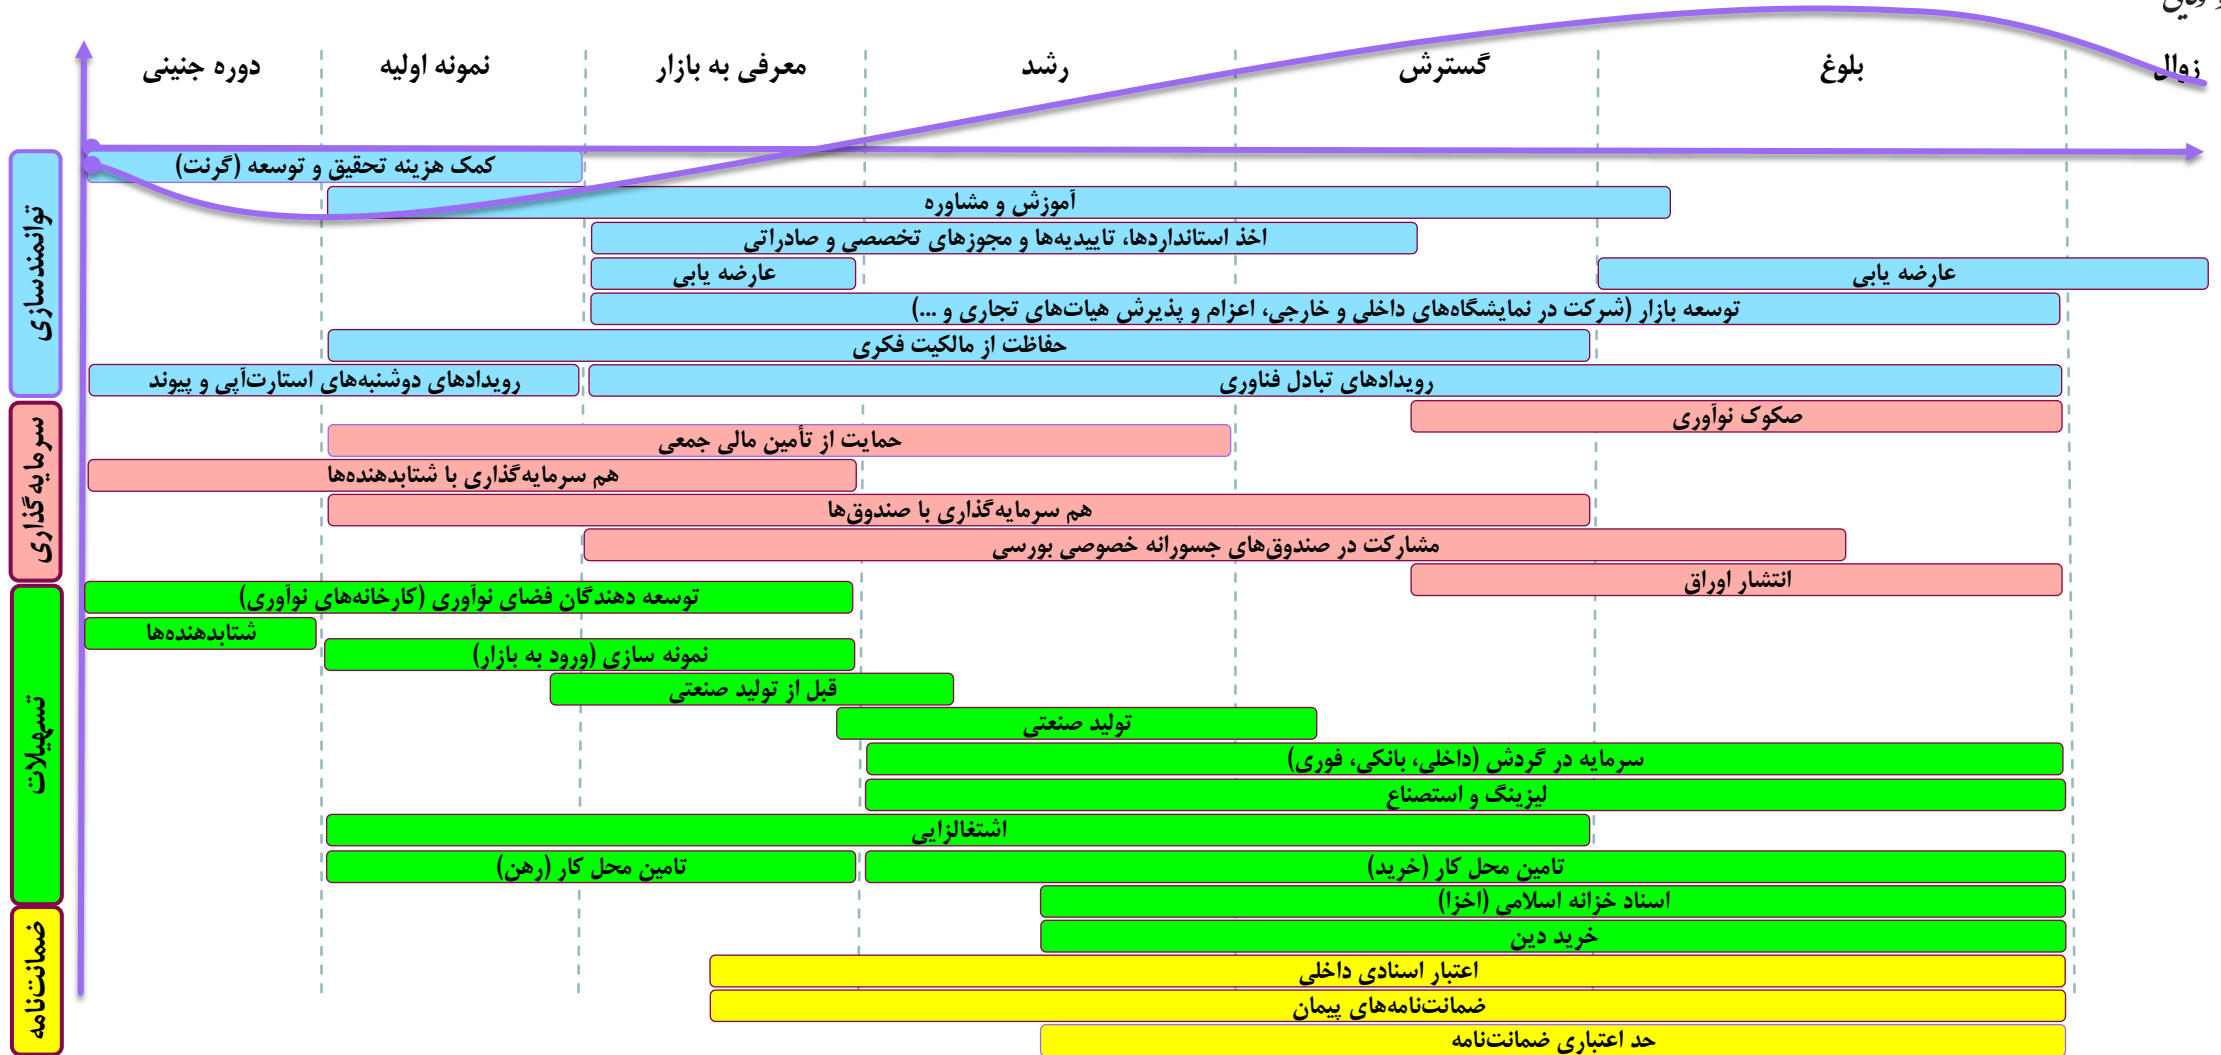 دوره جنینی
نمونه اولیه
معرفی به بازار
رشد
گسترش
بلوغ
زوال
توانمندسازی
کمک هزینه تحقیق و توسعه (گرنت)
آموزش و مشاوره
اخذ استانداردها، تاییدیه‌ها و مجوزهای تخصصی و صادراتی
عارضه یابی
عارضه یابی
توسعه بازار (شرکت در نمایشگاه‌های داخلی و خارجی، اعزام و پذیرش هیات‌های تجاری و ...)
حفاظت از مالکیت فکری
رویدادهای دوشنبه‌های استارت‌آپی و پیوند
رویدادهای تبادل فناوری
سرمایه‌گذاری
صکوک نوآوری
حمایت از تأمین مالی جمعی
هم سرمایه‌گذاری با شتابدهنده‌ها
هم سرمایه‌گذاری با صندوق‌ها
مشارکت در صندوق‌های جسورانه خصوصی بورسی
انتشار اوراق
تسهیلات
توسعه دهندگان فضای نوآوری (کارخانه‌های نوآوری)
شتابدهنده‌ها
نمونه سازی (ورود به بازار)
قبل از تولید صنعتی
تولید صنعتی
سرمایه در گردش (داخلی، بانکی، فوری)
لیزینگ و استصناع
اشتغالزایی
تامین محل کار (رهن)
تامین محل کار (خرید)
اسناد خزانه اسلامی (اخزا)
خرید دین
ضمانت‌نامه
اعتبار اسنادی داخلی
ضمانت‌نامه‌های پیمان
حد اعتباری ضمانت‌نامه